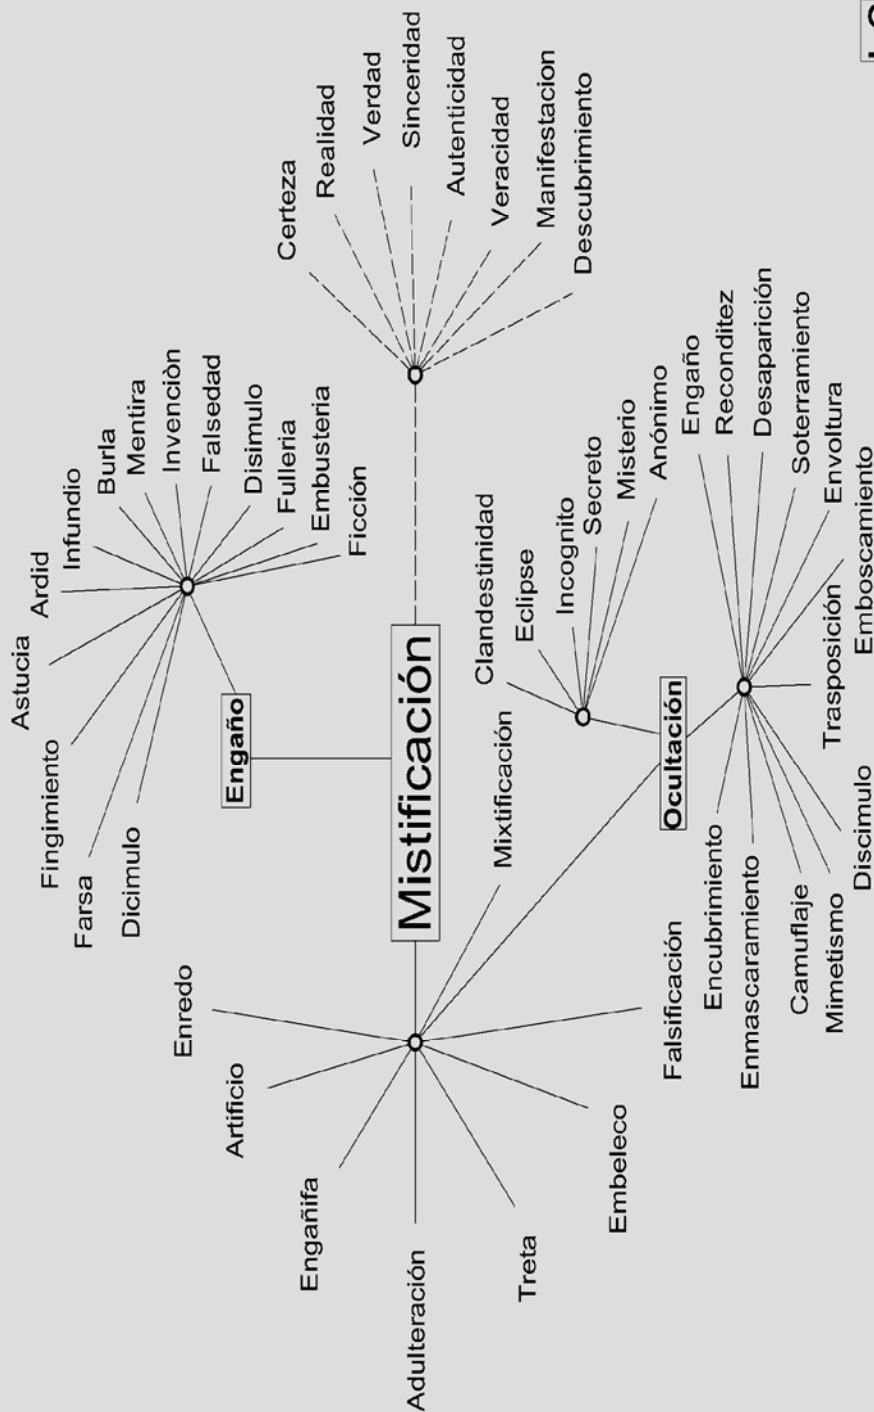 Enredo
Artificio
Engañifa
Adulteración
Treta
Embeleco
Falsificación
Mixtificación
Mistificación
Engaño
Dicimulo
Farsa
Fingimiento
Astucia
Ardid
Infundio
Burla
Mentira
Invenciòn
Falsedad
Disimulo
Fulleria
Embusteria
Ficción
Certeza
Realidad
Verdad
Sinceridad
Autenticidad
Veracidad
Manifestacion
Descubrimiento
Ocultación
Clandestinidad
Eclipse
Incognito
Secreto
Misterio
Anónimo
Encubrimiento
Enmascaramiento
Camuflaje
Mimetismo
Discimulo
Trasposición
Emboscamiento
Envoltura
Soterramiento
Desaparición
Reconditez
Engaño